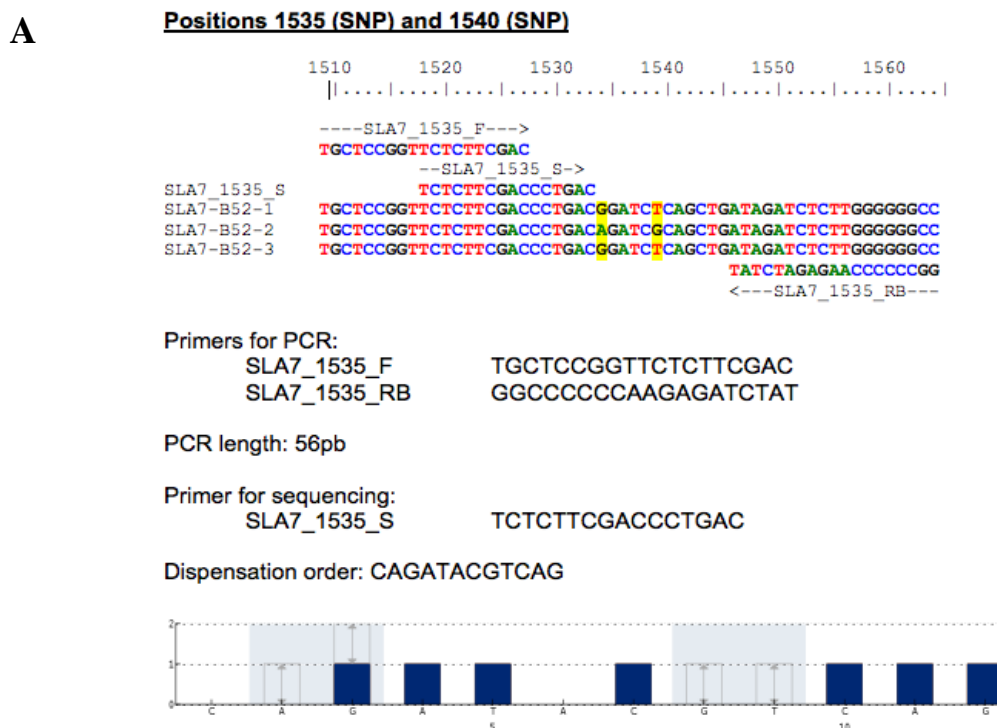 A
Positions 1535 (SNP) and 1540 (SNP)
1510 1520 1530 1540 1550 1560
|....|....|....|....|....|....|....|....|....|....|....|
----SLA7_1535_F--->
TGCTCCGGTTCTCTTCGAC
--SLA7_1535_S->
SLA7_1535_S TCTCTTCGACCCTGAC
SLA7-B52-1 TGCTCCGGTTCTCTTCGACCCTGACGGATCTCAGCTGATAGATCTCTTGGGGGGCC
SLA7-B52-2 TGCTCCGGTTCTCTTCGACCCTGACAGATCGCAGCTGATAGATCTCTTGGGGGGCC
SLA7-B52-3 TGCTCCGGTTCTCTTCGACCCTGACGGATCTCAGCTGATAGATCTCTTGGGGGGCC
TATCTAGAGAACCCCCCGG
<---SLA7_1535_RB---
Primers for PCR:
SLA7_1535_F TGCTCCGGTTCTCTTCGAC
SLA7_1535_RB GGCCCCCCAAGAGATCTAT
PCR length: 56pb
Primer for sequencing:
SLA7_1535_S TCTCTTCGACCCTGAC
Dispensation order: CAGATACGTCAG
2
1
0
C A G A T A C G T C A G
5 10